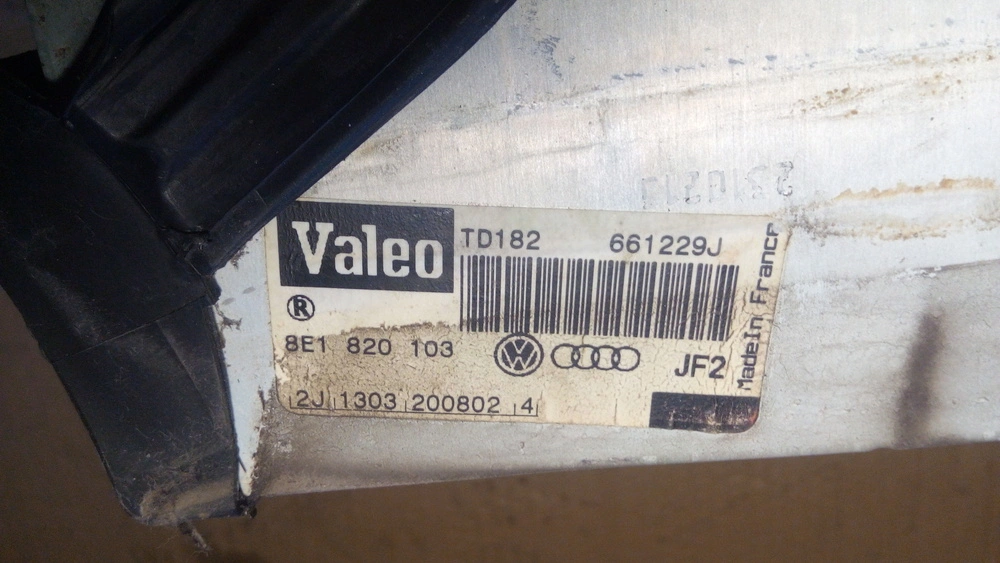 Valeo
TD182 661229J
®
8E1 820 103
JF2
2J 1303 200802 4
Made in France